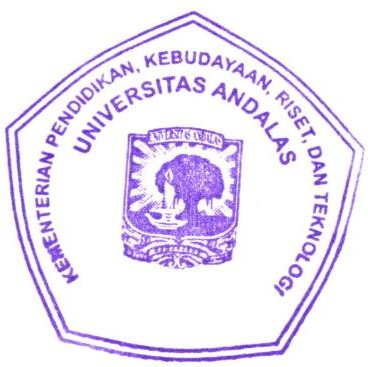 KEMENTERIAN PENDIDIKAN, KEBUDAYAAN, RISET, DAN TEKNOLOGI
UNIVERSITAS ANDALAS